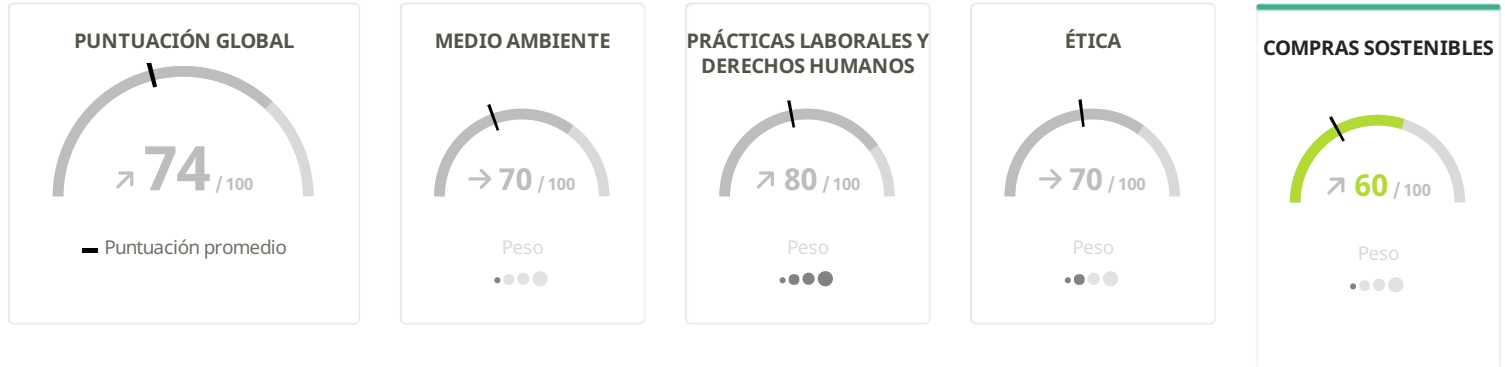 PUNTUACIÓN GLOBAL
74 / 100
Puntuación promedio
MEDIO AMBIENTE
70 / 100
Peso
PRÁCTICAS LABORALES Y
DERECHOS HUMANOS
80 / 100
Peso
ÉTICA
70 / 100
Peso
COMPRAS SOSTENIBLES
60 / 100
Peso